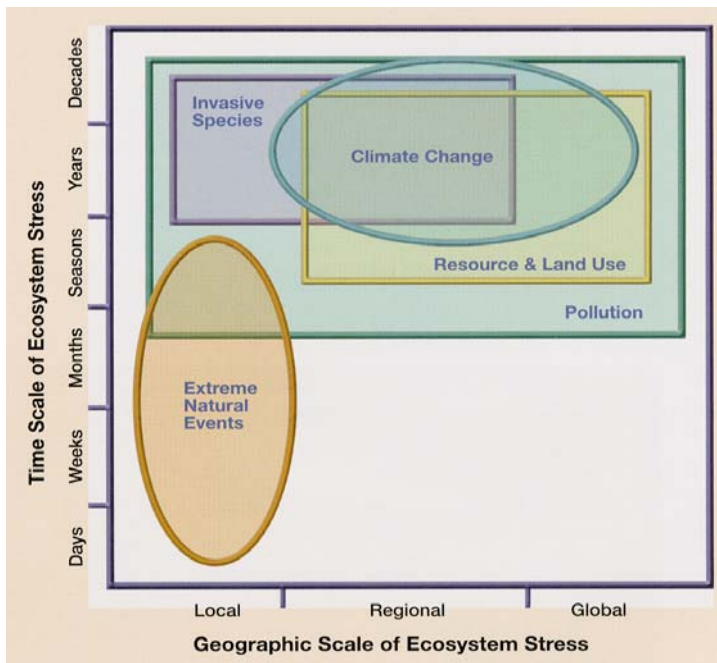 Time Scale of Ecosystem Stress
Decades
Years
Seasons
Months
Weeks
Days
Invasive
Species
Climate Change
Resource & Land Use
Pollution
Extreme
Natural
Events
Local
Regional
Global
Geographic Scale of Ecosystem Stress